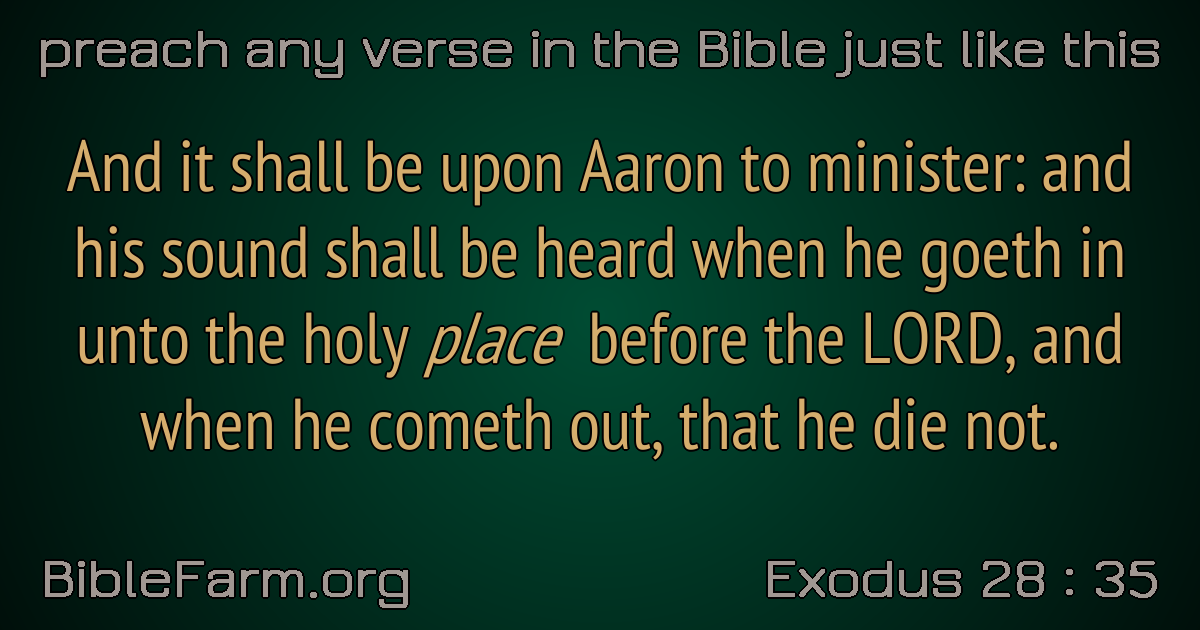 preach any verse in the Bible just like this
And it shall be upon Aaron to minister: and
his sound shall be heard when he goeth in
unto the holy place before the LORD, and
when he cometh out, that he die not.
BibleFarm.org
Exodus 28 : 35